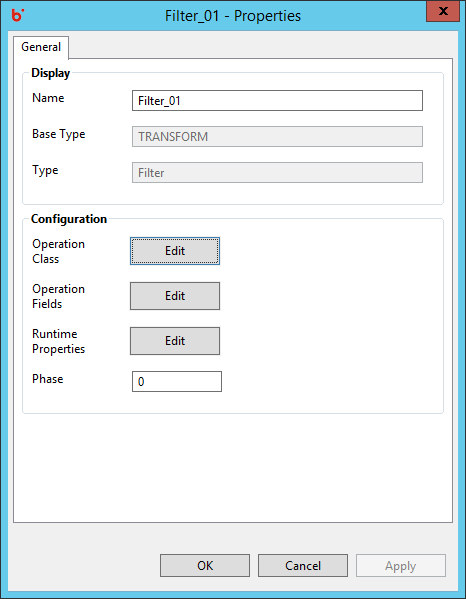 Filter_01 - Properties
General
Display
Name
Filter_01
Base Type
TRANSFORM
Type
Filter
Configuration
Operation
Class
Edit
Operation
Fields
Edit
Runtime
Properties
Edit
Phase
0
OK
Cancel
Apply